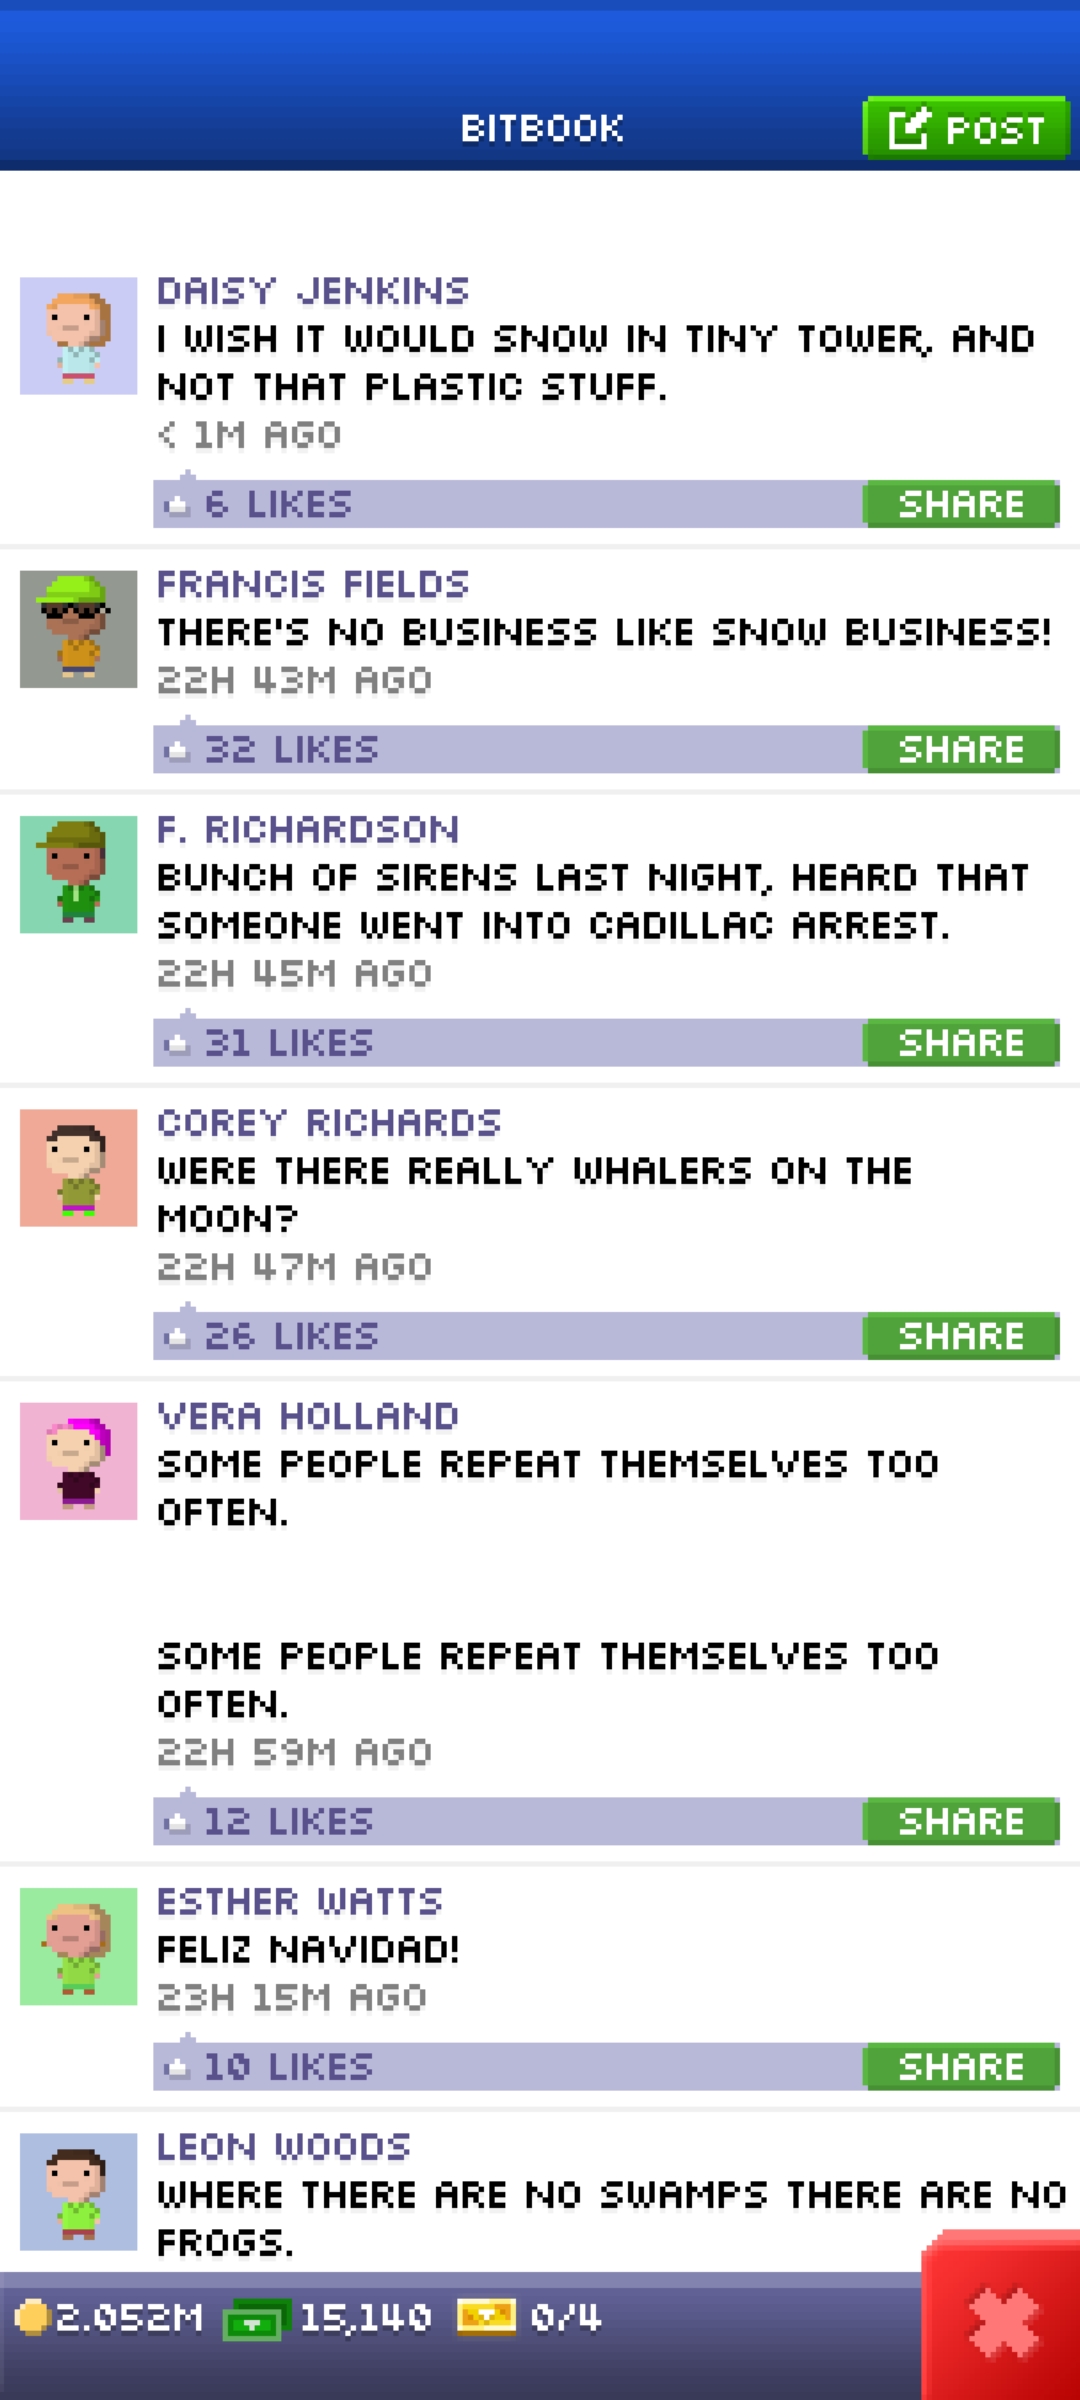 BITBOOK
POST
DAISY JENKINS
I WISH IT WOULD SNOW IN TINY TOWER, AND
NOT THAT PLASTIC STUFF.
< 1M AGO
6 LIKES
SHARE
FRANCIS FIELDS
THERE'S NO BUSINESS LIKE SNOW BUSINESS!
22H 43M AGO
32 LIKES
SHARE
F. RICHARDSON
BUNCH OF SIRENS LAST NIGHT, HEARD THAT
SOMEONE WENT INTO CADILLAC ARREST.
22H 45M AGO
31 LIKES
SHARE
COREY RICHARDS
WERE THERE REALLY WHALERS ON THE
MOON?
22H 47M AGO
26 LIKES
SHARE
VERA HOLLAND
SOME PEOPLE REPEAT THEMSELVES TOO
OFTEN.
SOME PEOPLE REPEAT THEMSELVES TOO
OFTEN.
22H 59M AGO
12 LIKES
SHARE
ESTHER WATTS
FELIZ NAVIDAD!
23H 15M AGO
10 LIKES
SHARE
LEON WOODS
WHERE THERE ARE NO SWAMPS THERE ARE NO
FROGS.
2.052M 15,140 0/4